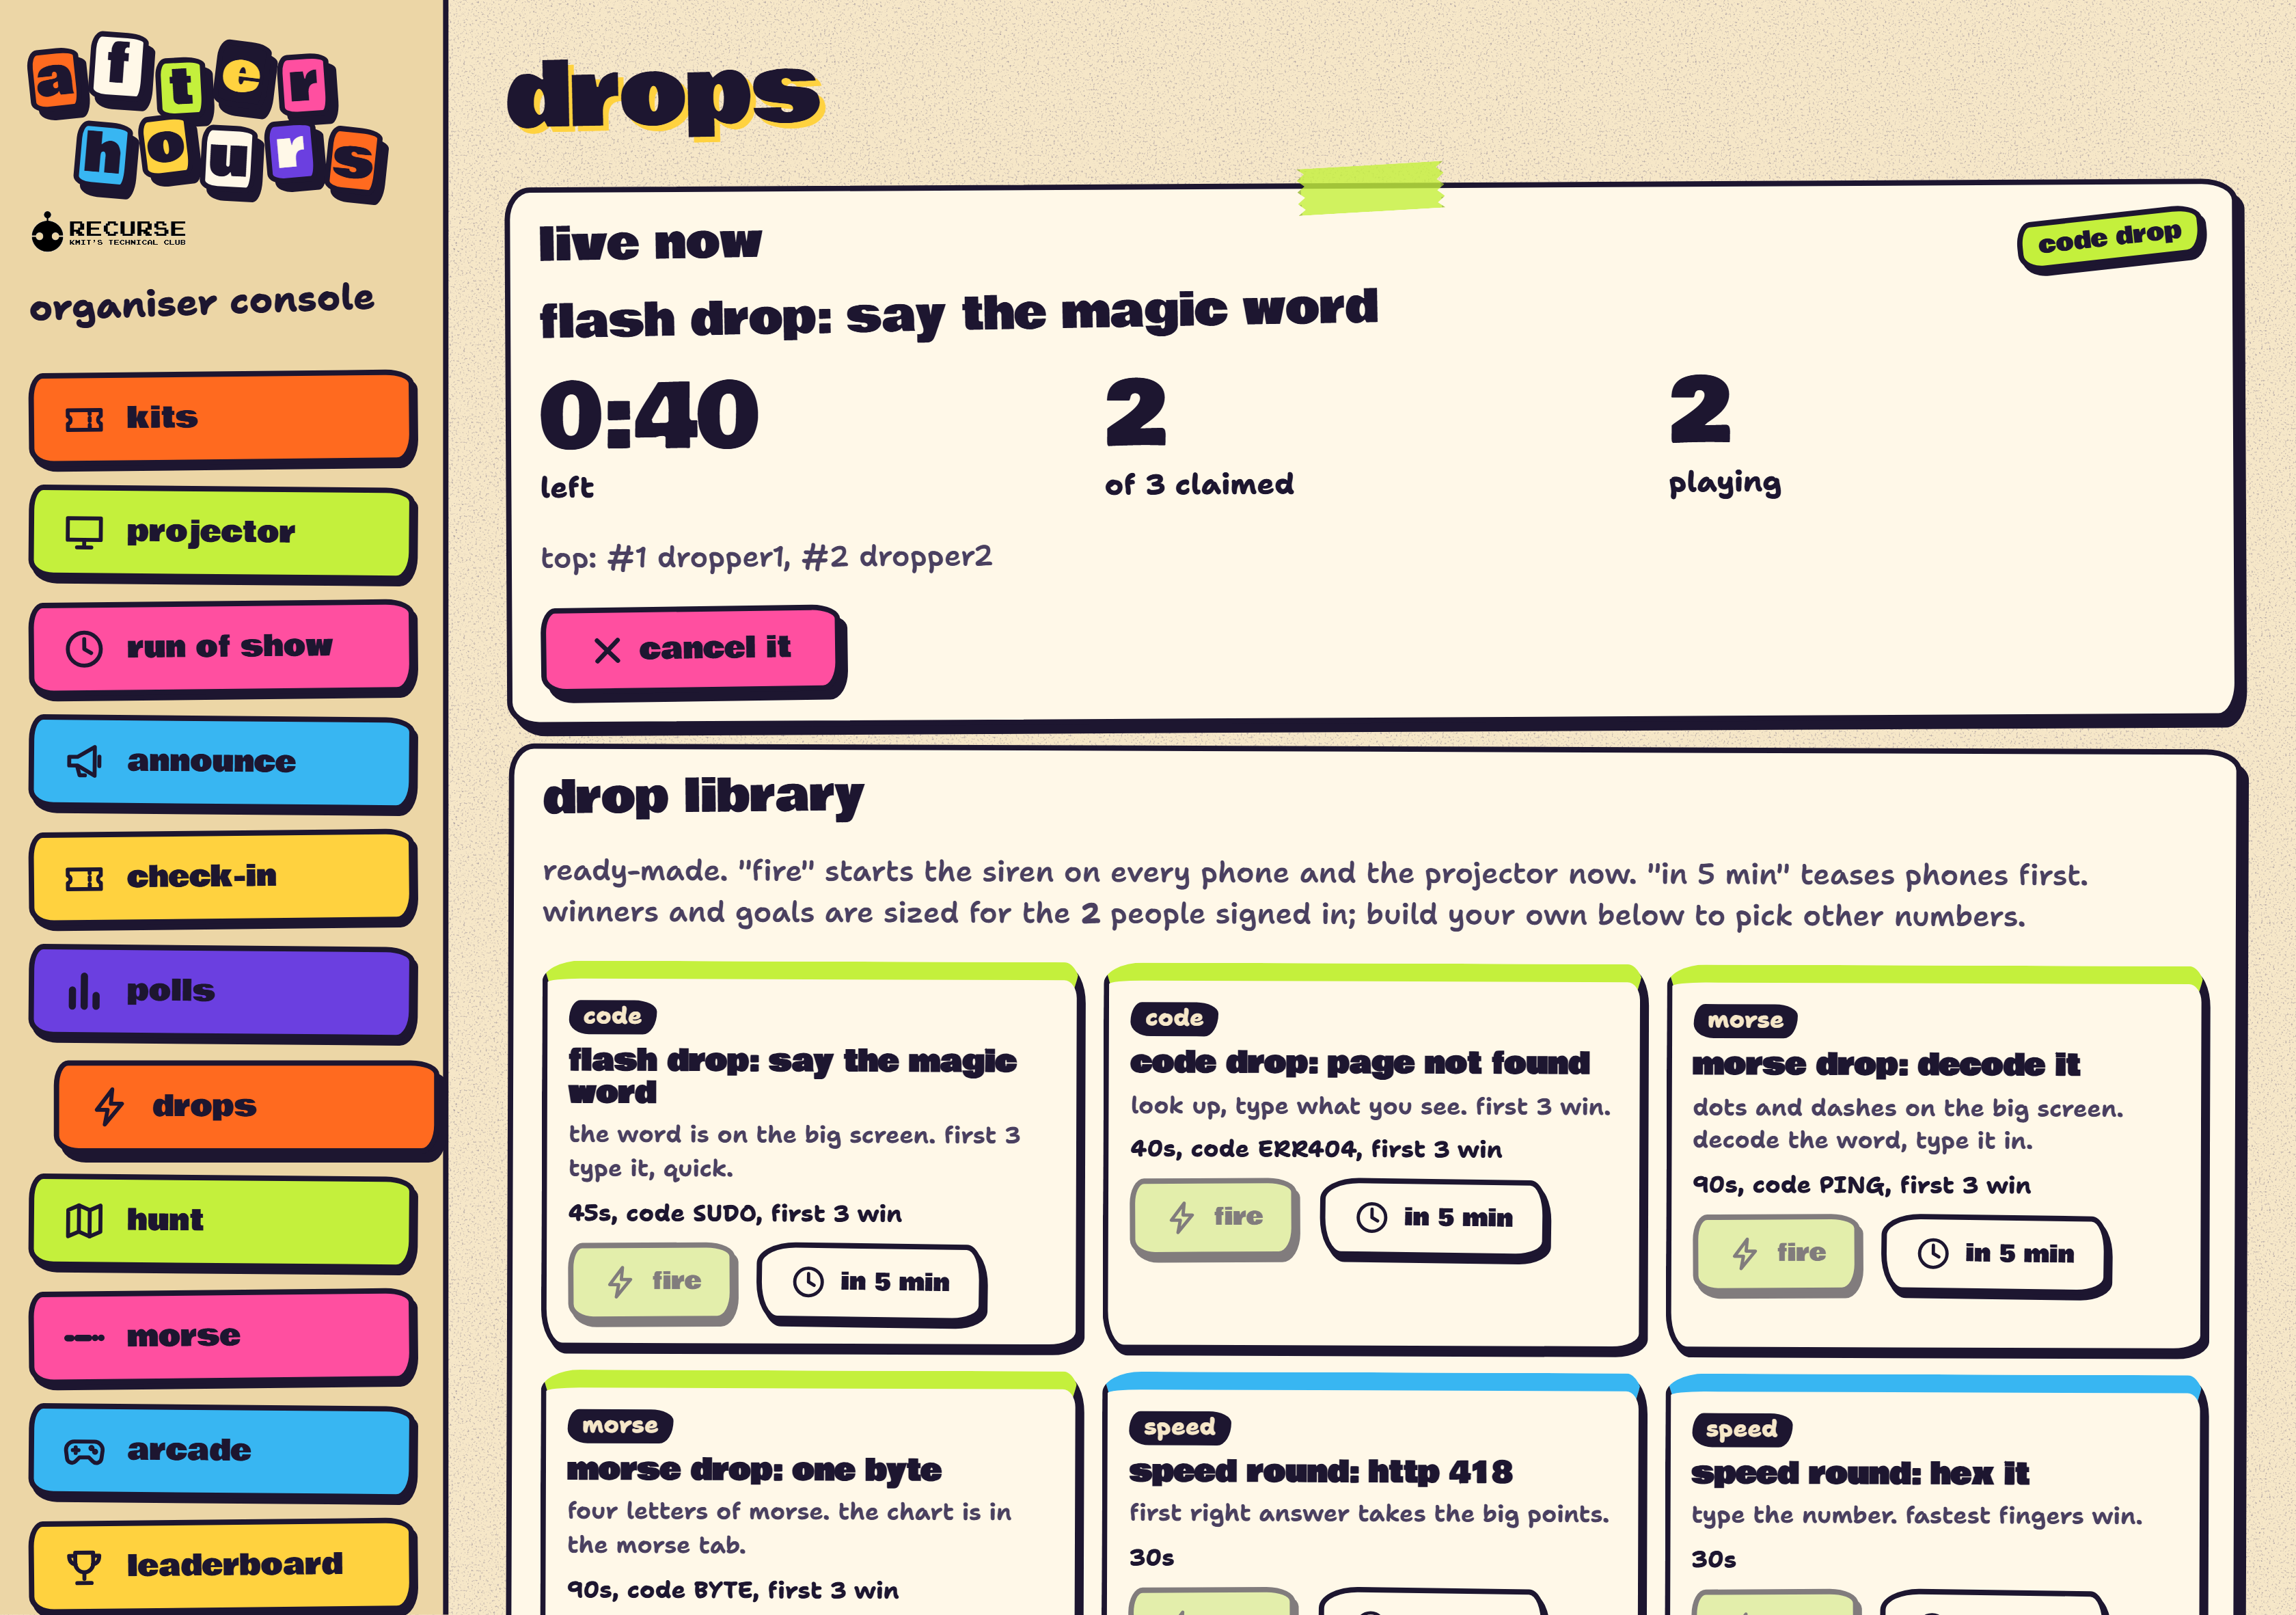 after
hours
RECURSE
KMIT'S TECHNICAL CLUB
organiser console
kits
projector
run of show
announce
check-in
polls
drops
hunt
morse
arcade
leaderboard
drops
live now
code drop
flash drop: say the magic word
0:40
left
2
of 3 claimed
2
playing
top: #1 dropper1, #2 dropper2
cancel it
drop library
ready-made. "fire" starts the siren on every phone and the projector now. "in 5 min" teases phones first.
winners and goals are sized for the 2 people signed in; build your own below to pick other numbers.
code
flash drop: say the magic
word
the word is on the big screen. first 3
type it, quick.
45s, code SUDO, first 3 win
fire
in 5 min
code
code drop: page not found
look up, type what you see. first 3 win.
40s, code ERR404, first 3 win
fire
in 5 min
morse
morse drop: decode it
dots and dashes on the big screen.
decode the word, type it in.
90s, code PING, first 3 win
fire
in 5 min
morse
morse drop: one byte
four letters of morse. the chart is in
the morse tab.
90s, code BYTE, first 3 win
speed
speed round: http 418
first right answer takes the big points.
30s
speed
speed round: hex it
type the number. fastest fingers win.
30s